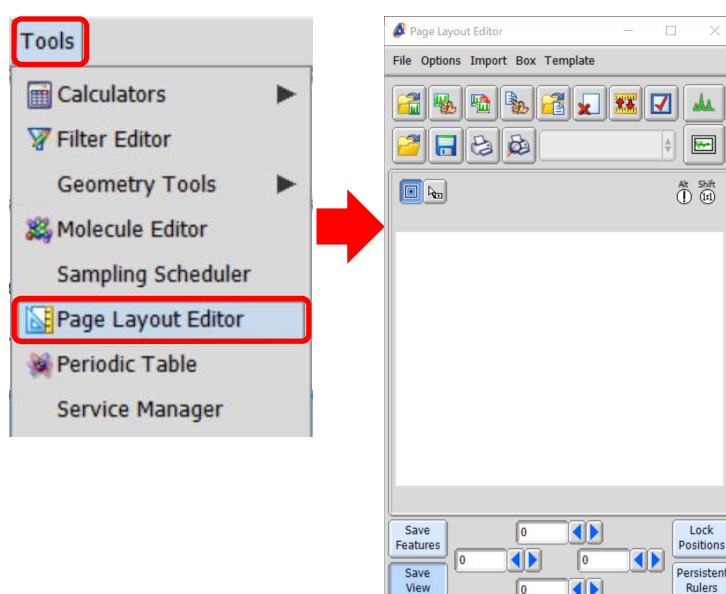 Tools
Calculators
Filter Editor
Geometry Tools
Molecule Editor
Sampling Scheduler
Page Layout Editor
Periodic Table
Service Manager
Page Layout Editor
File Options Import Box Template
Alt Shift
1:1
Save
Features
0
Lock
Positions
0
0
Save
View
0
Persistent
Rulers